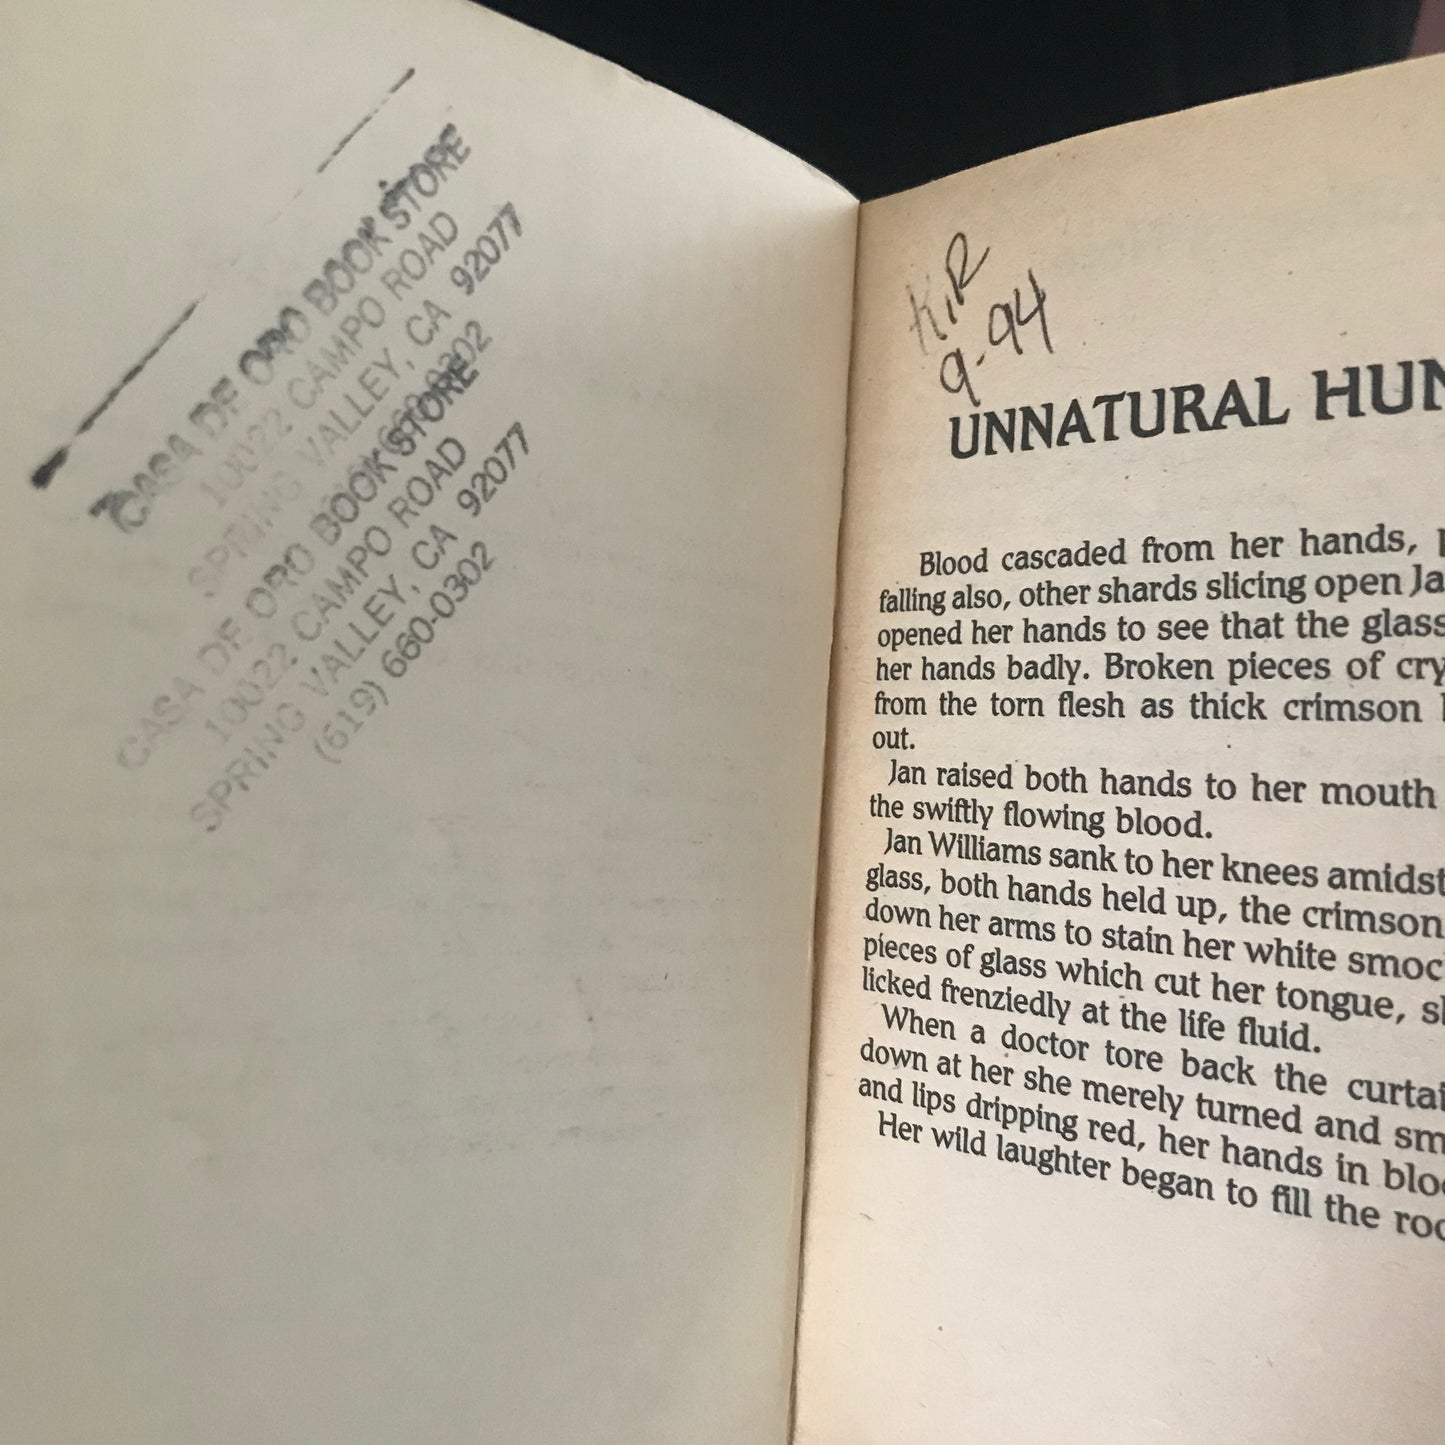 CASA DE ORO BOOK STORE
10022 CAMPO ROAD
SPRING VALLEY, CA 92077
CASA DE ORO BOOK STORE
10022 CAMPO ROAD
SPRING VALLEY, CA 92077
(619) 660-0302
KiR
9-94
UNNATURAL HUN
Blood cascaded from her hands,
falling also, other shards slicing open Ja
opened her hands to see that the glass
her hands badly. Broken pieces of cry
from the torn flesh as thick crimson
out.
Jan raised both hands to her mouth
the swiftly flowing blood.
Jan Williams sank to her knees amidst
glass, both hands held up, the crimson
down her arms to stain her white smoc
pieces of glass which cut her tongue, s
licked frenziedly at the life fluid.
When a doctor tore back the curtai
down at her she merely turned and sm
and lips dripping red, her hands in bloo
Her wild laughter began to fill the roo